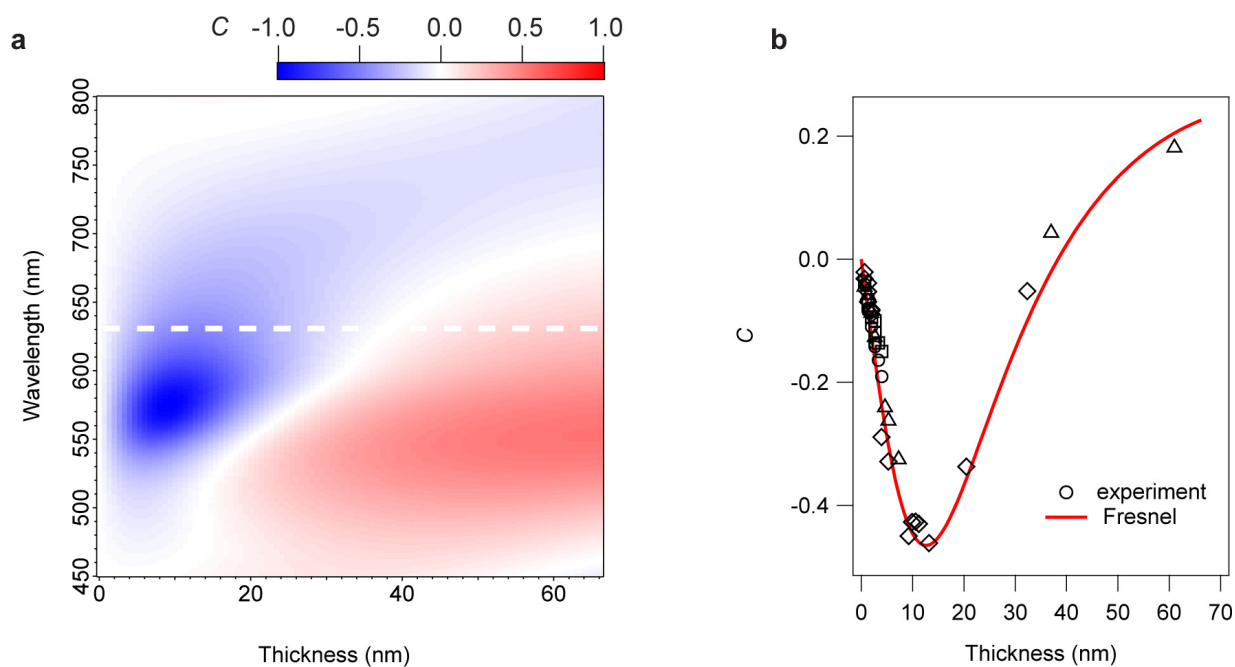 a
C -1.0 -0.5 0.0 0.5 1.0
Wavelength (nm)
800
750
700
650
600
550
500
450
0 20 40 60
Thickness (nm)
b
C
0.2
0.0
-0.2
-0.4
experiment
Fresnel
0 10 20 30 40 50 60 70
Thickness (nm)